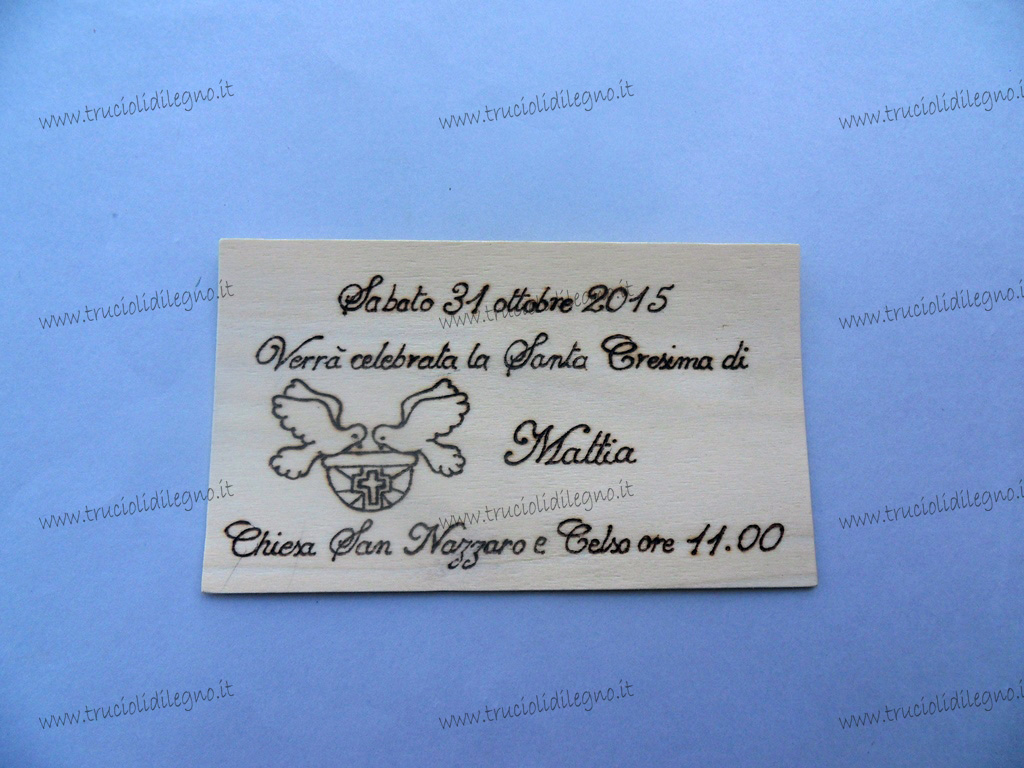 www.truciolidilegno.it www.truciolidilegno.it www.truciolidilegno.it
Sabato 31 ottobre 2015
www.truciolidilegno.it www.truciolidilegno.it www.truciolidilegno.it
Verrà celebrata la Santa Cresima di
Mattia
www.truciolidilegno.it www.truciolidilegno.it www.truciolidilegno.it
Chiesa San Nazzaro e Celso ore 11.00
www.truciolidilegno.it www.truciolidilegno.it www.truciolidilegno.it